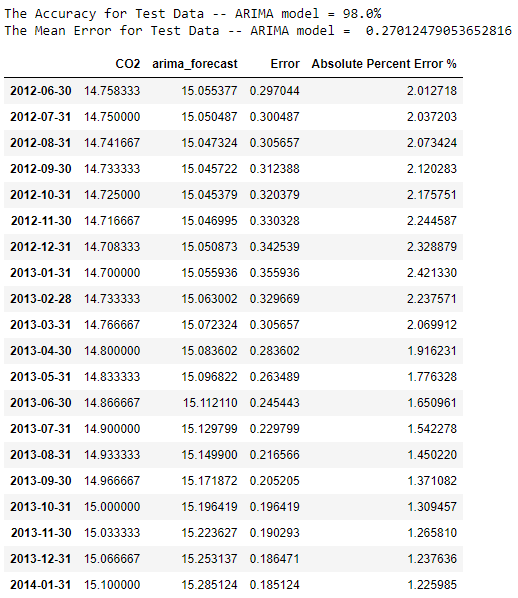 The Accuracy for Test Data -- ARIMA model = 98.0%
The Mean Error for Test Data -- ARIMA model =  0.27012479053652816
CO2 arima_forecast Error Absolute Percent Error %
2012-06-30 14.758333 15.055377 0.297044 2.012718
2012-07-31 14.750000 15.050487 0.300487 2.037203
2012-08-31 14.741667 15.047324 0.305657 2.073424
2012-09-30 14.733333 15.045722 0.312388 2.120283
2012-10-31 14.725000 15.045379 0.320379 2.175751
2012-11-30 14.716667 15.046995 0.330328 2.244587
2012-12-31 14.708333 15.050873 0.342539 2.328879
2013-01-31 14.700000 15.055936 0.355936 2.421330
2013-02-28 14.733333 15.063002 0.329669 2.237571
2013-03-31 14.766667 15.072324 0.305657 2.069912
2013-04-30 14.800000 15.083602 0.283602 1.916231
2013-05-31 14.833333 15.096822 0.263489 1.776328
2013-06-30 14.866667 15.112110 0.245443 1.650961
2013-07-31 14.900000 15.129799 0.229799 1.542278
2013-08-31 14.933333 15.149900 0.216566 1.450220
2013-09-30 14.966667 15.171872 0.205205 1.371082
2013-10-31 15.000000 15.196419 0.196419 1.309457
2013-11-30 15.033333 15.223627 0.190293 1.265810
2013-12-31 15.066667 15.253137 0.186471 1.237636
2014-01-31 15.100000 15.285124 0.185124 1.225985